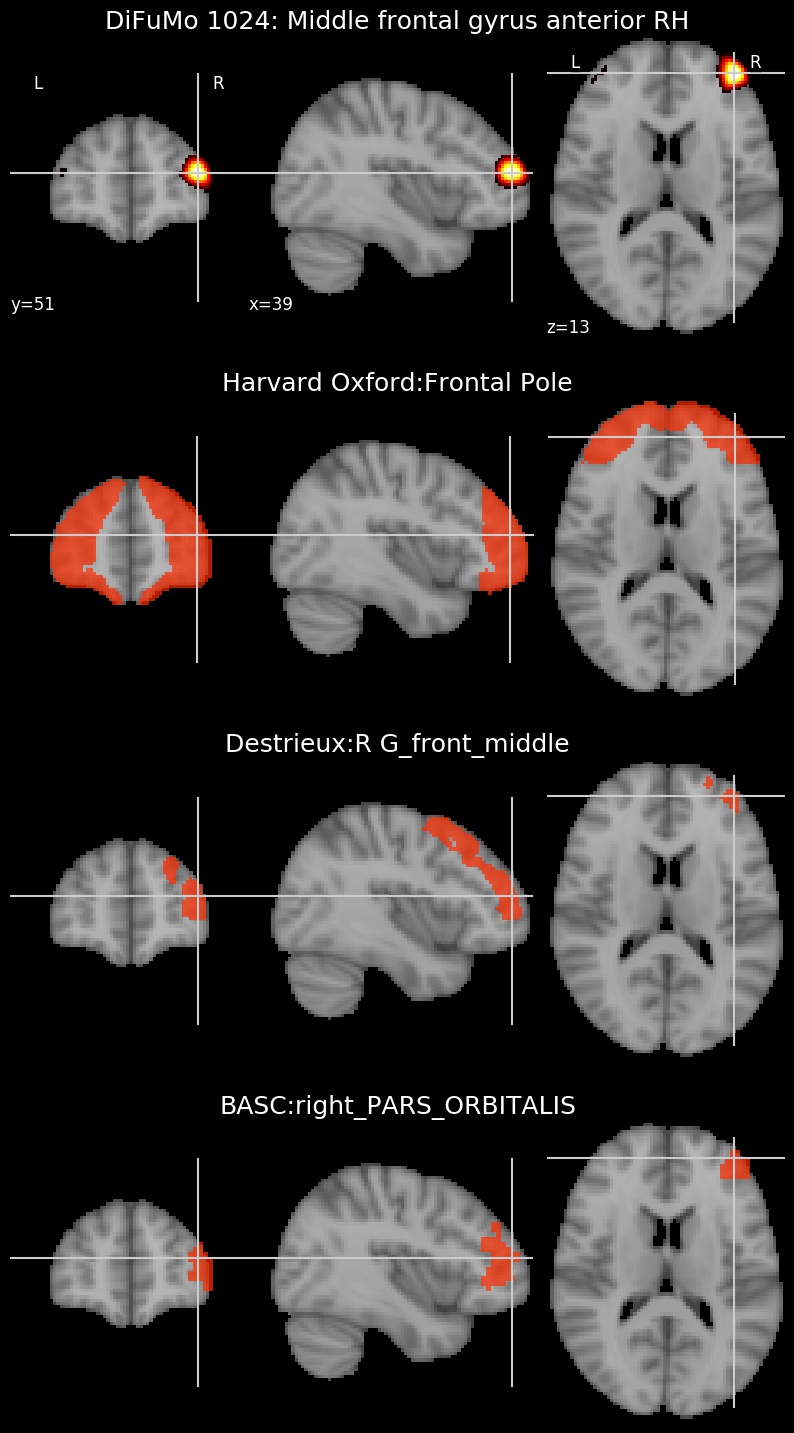 DiFuMo 1024: Middle frontal gyrus anterior RH
L R
L R
y=51
x=39
z=13
Harvard Oxford:Frontal Pole
Destrieux:R G_front_middle
BASC:right_PARS_ORBITALIS